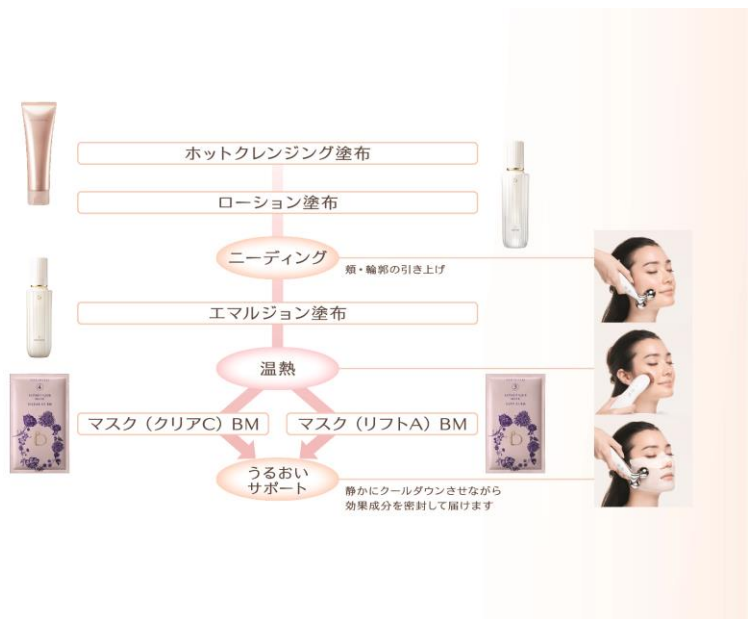 ホットクレンジング塗布
ローション塗布
ニーディング
頬・輪郭の引き上げ
エマルジョン塗布
温熱
マスク（クリアC）BM
マスク（リフトA）BM
うるおい
サポート
静かにクールダウンさせながら
効果成分を密封して届けます